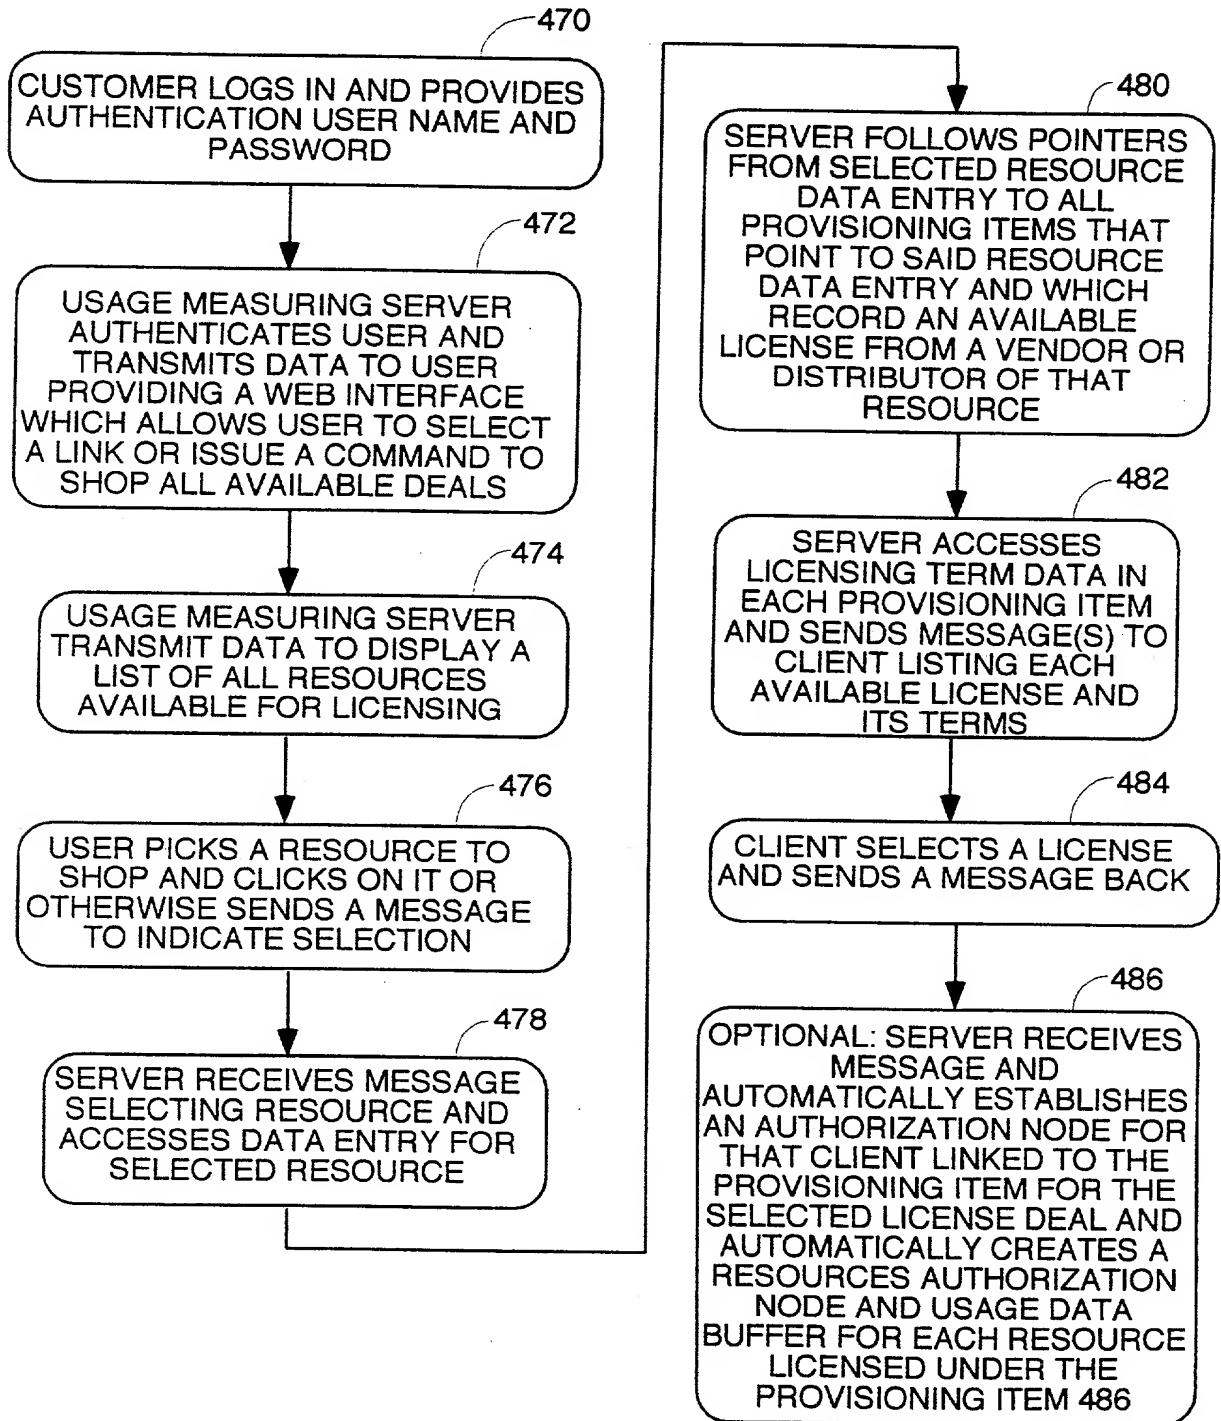 470
CUSTOMER LOGS IN AND PROVIDES
AUTHENTICATION USER NAME AND
PASSWORD
472
USAGE MEASURING SERVER
AUTHENTICATES USER AND
TRANSMITS DATA TO USER
PROVIDING A WEB INTERFACE
WHICH ALLOWS USER TO SELECT
A LINK OR ISSUE A COMMAND TO
SHOP ALL AVAILABLE DEALS
474
USAGE MEASURING SERVER
TRANSMIT DATA TO DISPLAY A
LIST OF ALL RESOURCES
AVAILABLE FOR LICENSING
476
USER PICKS A RESOURCE TO
SHOP AND CLICKS ON IT OR
OTHERWISE SENDS A MESSAGE
TO INDICATE SELECTION
478
SERVER RECEIVES MESSAGE
SELECTING RESOURCE AND
ACCESSES DATA ENTRY FOR
SELECTED RESOURCE
480
SERVER FOLLOWS POINTERS
FROM SELECTED RESOURCE
DATA ENTRY TO ALL
PROVISIONING ITEMS THAT
POINT TO SAID RESOURCE
DATA ENTRY AND WHICH
RECORD AN AVAILABLE
LICENSE FROM A VENDOR OR
DISTRIBUTOR OF THAT
RESOURCE
482
SERVER ACCESSES
LICENSING TERM DATA IN
EACH PROVISIONING ITEM
AND SENDS MESSAGE(S) TO
CLIENT LISTING EACH
AVAILABLE LICENSE AND
ITS TERMS
484
CLIENT SELECTS A LICENSE
AND SENDS A MESSAGE BACK
486
OPTIONAL: SERVER RECEIVES
MESSAGE AND
AUTOMATICALLY ESTABLISHES
AN AUTHORIZATION NODE FOR
THAT CLIENT LINKED TO THE
PROVISIONING ITEM FOR THE
SELECTED LICENSE DEAL AND
AUTOMATICALLY CREATES A
RESOURCES AUTHORIZATION
NODE AND USAGE DATA
BUFFER FOR EACH RESOURCE
LICENSED UNDER THE
PROVISIONING ITEM 486